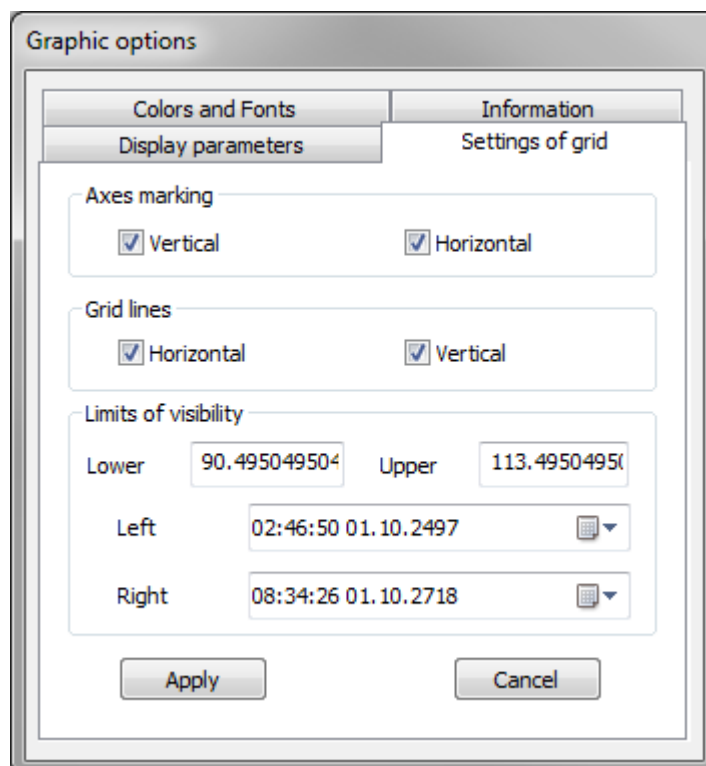 Graphic options
Colors and Fonts Information
Display parameters Settings of grid
Axes marking
Vertical Horizontal
Grid lines
Horizontal Vertical
Limits of visibility
Lower 90.495049504 Upper 113.4950495
Left 02:46:50 01.10.2497
Right 08:34:26 01.10.2718
Apply Cancel